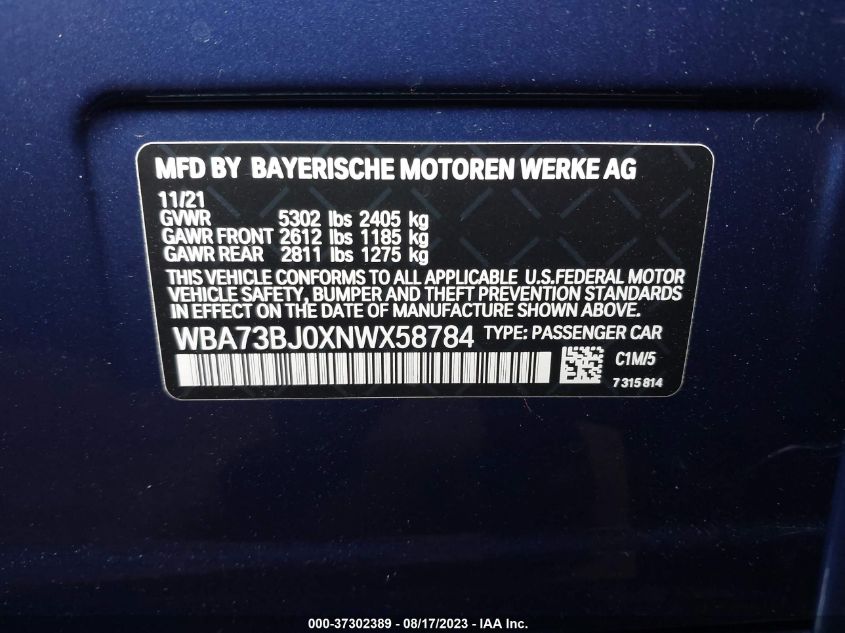 MFD BY BAYERISCHE MOTOREN WERKE AG
11/21
GVWR 5302 lbs 2405 kg
GAWR FRONT 2612 lbs 1185 kg
GAWR REAR 2811 lbs 1275 kg
THIS VEHICLE CONFORMS TO ALL APPLICABLE U.S.FEDERAL MOTOR
VEHICLE SAFETY, BUMPER AND THEFT PREVENTION STANDARDS
IN EFFECT ON THE DATE OF MANUFACTURE SHOWN ABOVE.
WBA73BJ0XNWX58784 TYPE: PASSENGER CAR
C1M/5
7315814
000-37302389 - 08/17/2023 - IAA Inc.